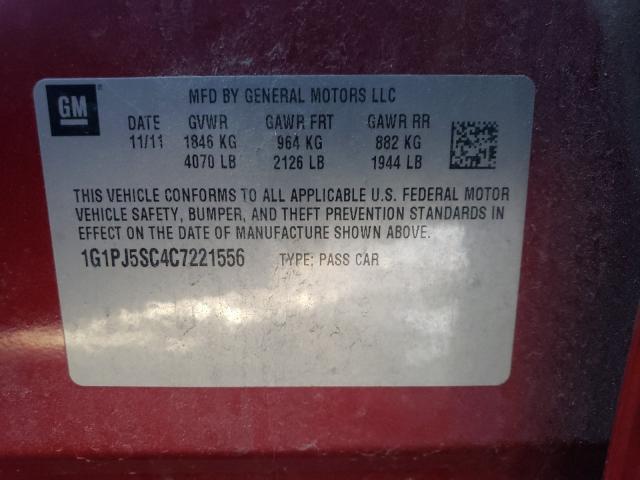 GM
MFD BY GENERAL MOTORS LLC
DATE GVWR GAWR FRT GAWR RR
11/11 1846 KG 964 KG 882 KG
4070 LB 2126 LB 1944 LB
THIS VEHICLE CONFORMS TO ALL APPLICABLE U.S. FEDERAL MOTOR
VEHICLE SAFETY, BUMPER, AND THEFT PREVENTION STANDARDS IN
EFFECT ON THE DATE OF MANUFACTURE SHOWN ABOVE.
1G1PJ5SC4C7221556 TYPE: PASS CAR